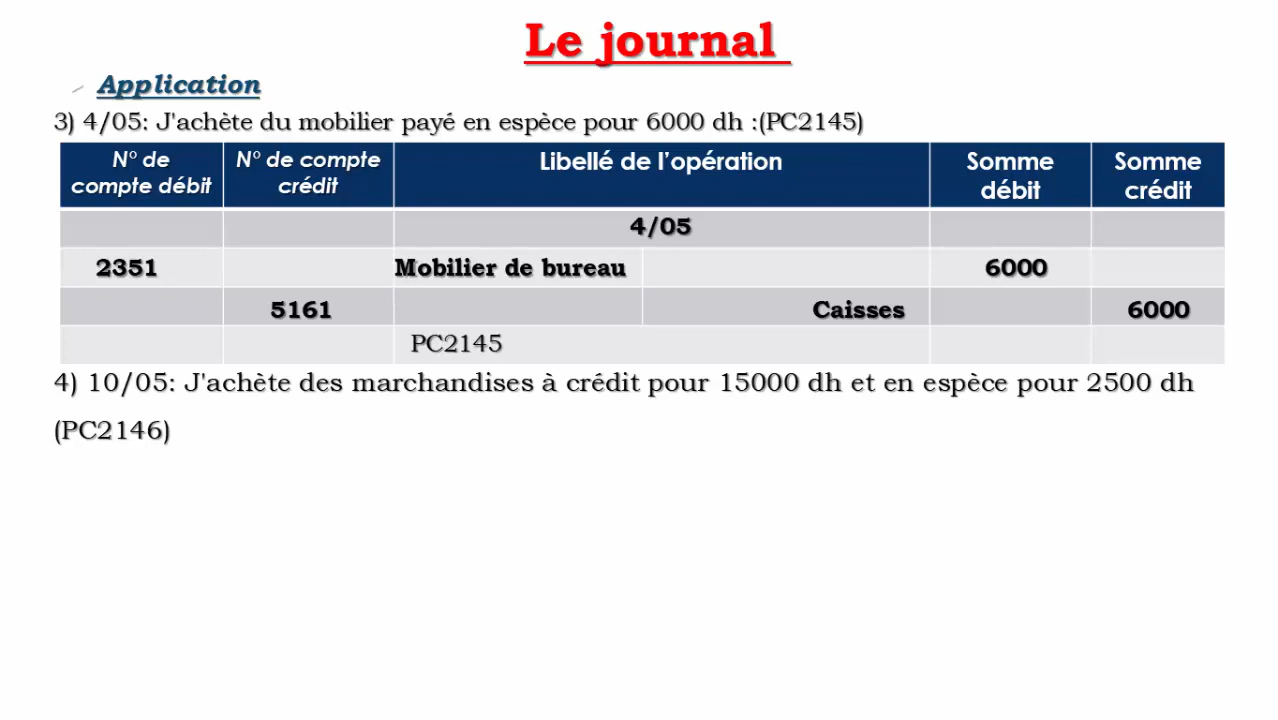 Le journal
Application
3) 4/05: J'achète du mobilier payé en espèce pour 6000 dh :(PC2145)
N° de compte débit N° de compte crédit Libellé de l'opération Somme débit Somme crédit
4/05
2351 Mobilier de bureau 6000
5161 Caisses 6000
PC2145
4) 10/05: J'achète des marchandises à crédit pour 15000 dh et en espèce pour 2500 dh
(PC2146)